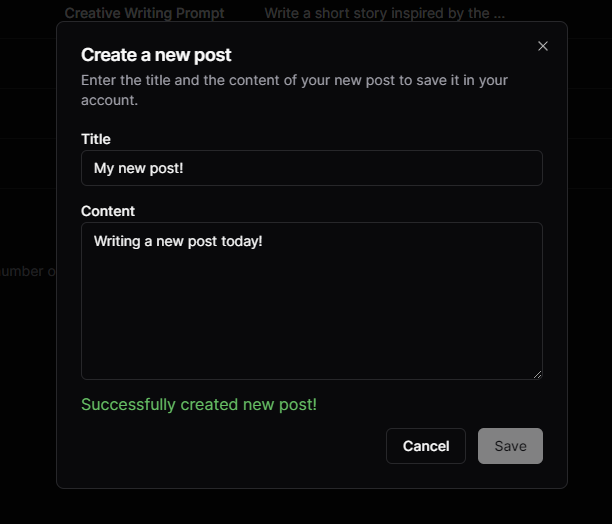 Creative Writing Prompt Write a short story inspired by the ...
Create a new post
Enter the title and the content of your new post to save it in your
account.
Title
My new post!
number o
Content
Writing a new post today!
Successfully created new post!
Cancel Save